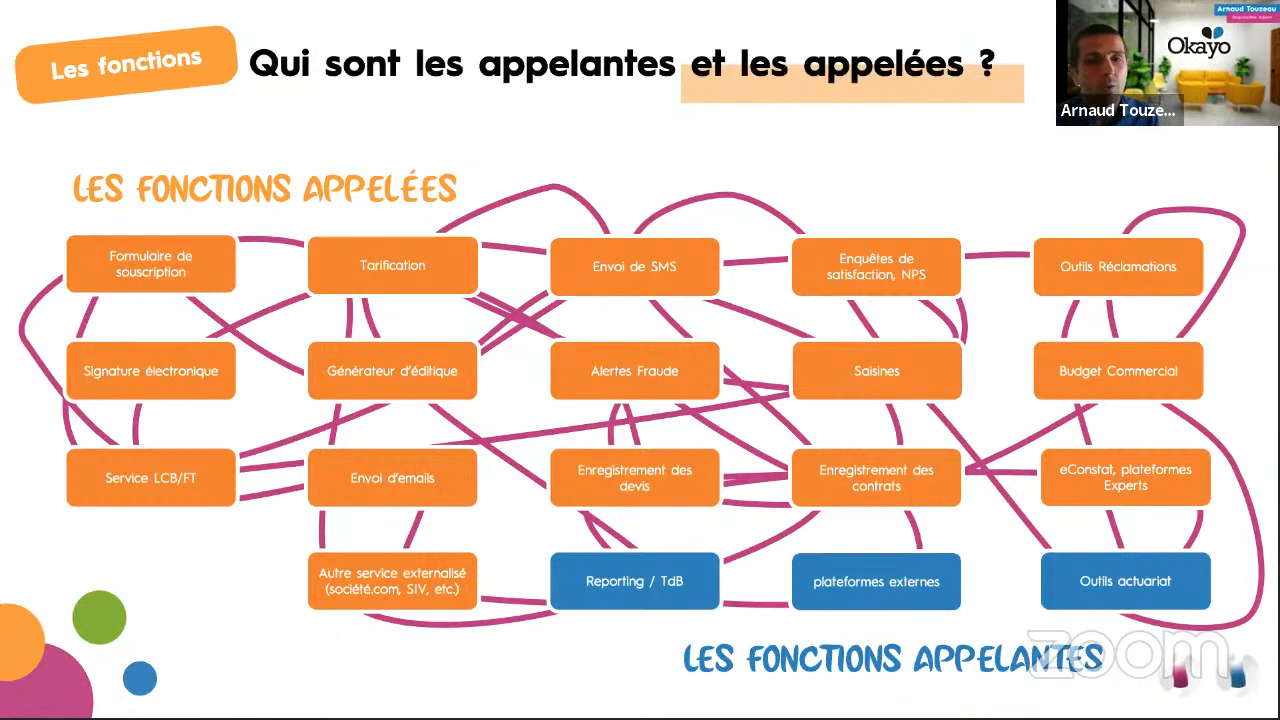 Les fonctions
Qui sont les appelantes et les appelées ?
Arnaud Touzeau
Responsable Adjoint
Okayo
Arnaud Touze...
LES FONCTIONS APPELÉES
Formulaire de
souscription
Tarification
Envoi de SMS
Enquêtes de
satisfaction, NPS
Outils Réclamations
Signature électronique
Générateur d'éditique
Alertes Fraude
Saisines
Budget Commercial
Service LCB/FT
Envoi d'emails
Enregistrement des
devis
Enregistrement des
contrats
eConstat, plateformes
Experts
Autre service externalisé
(société.com, SIV, etc.)
Reporting / TdB
plateformes externes
Outils actuariat
LES FONCTIONS APPELANTES
zoom